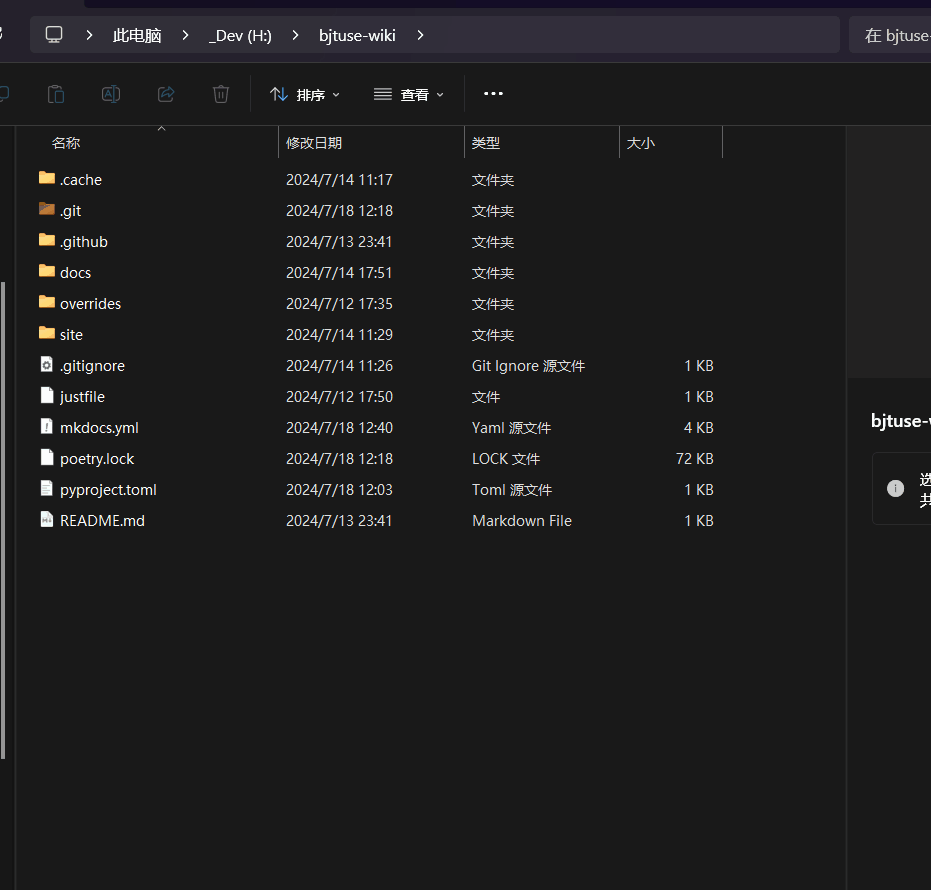 此电脑 _Dev (H:) bjtuse-wiki 在 bjtuse-
排序 查看
名称 修改日期 类型 大小
.cache 2024/7/14 11:17 文件夹
.git 2024/7/18 12:18 文件夹
.github 2024/7/13 23:41 文件夹
docs 2024/7/14 17:51 文件夹
overrides 2024/7/12 17:35 文件夹
site 2024/7/14 11:29 文件夹
.gitignore 2024/7/14 11:26 Git Ignore 源文件 1 KB
justfile 2024/7/12 17:50 文件 1 KB
mkdocs.yml 2024/7/18 12:40 Yaml 源文件 4 KB
poetry.lock 2024/7/18 12:18 LOCK 文件 72 KB
pyproject.toml 2024/7/18 12:03 Toml 源文件 1 KB
README.md 2024/7/13 23:41 Markdown File 1 KB
bjtuse-
选
共